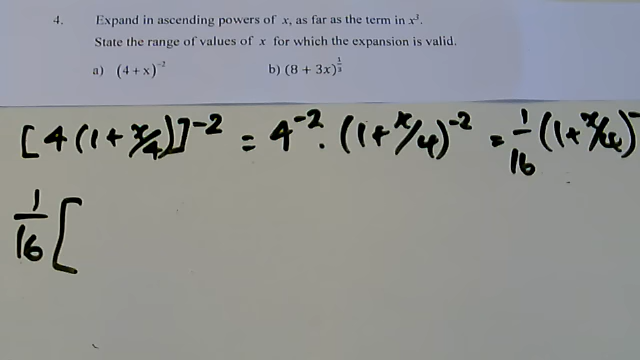 4. Expand in ascending powers of x, as far as the term in x³.
State the range of values of x for which the expansion is valid.
a) (4 + x)⁻² b) (8 + 3x)^(1/3)
[4(1+x/4)]⁻² = 4⁻² · (1+x/4)⁻² = 1/16 (1+x/4)⁻
1/16 [